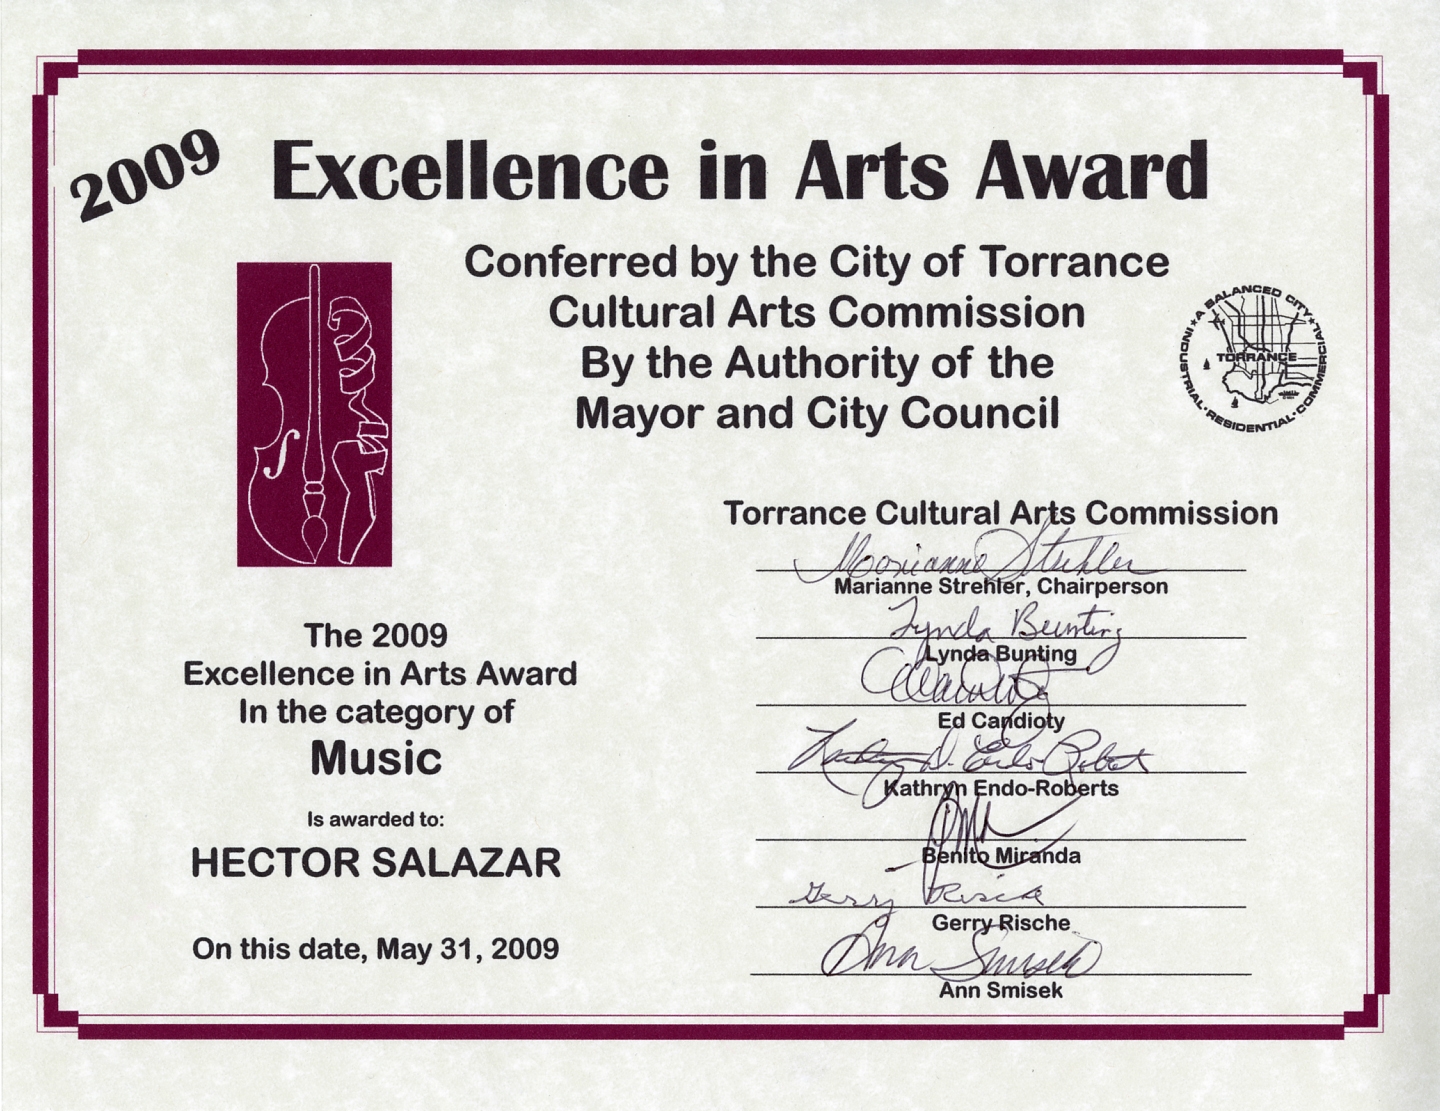 2009
Excellence in Arts Award
Conferred by the City of Torrance
Cultural Arts Commission
By the Authority of the
Mayor and City Council
A BALANCED CITY
INDUSTRIAL·RESIDENTIAL·COMMERCIAL
TORRANCE
The 2009
Excellence in Arts Award
In the category of
Music
Is awarded to:
HECTOR SALAZAR
On this date, May 31, 2009
Torrance Cultural Arts Commission
Marianne Strehler
Marianne Strehler, Chairperson
Lynda Bunting
Lynda Bunting
Ed Candioty
Kathryn Endo-Roberts
Benito Miranda
Gerry Rische
Gerry Rische
Ann Smisek
Ann Smisek